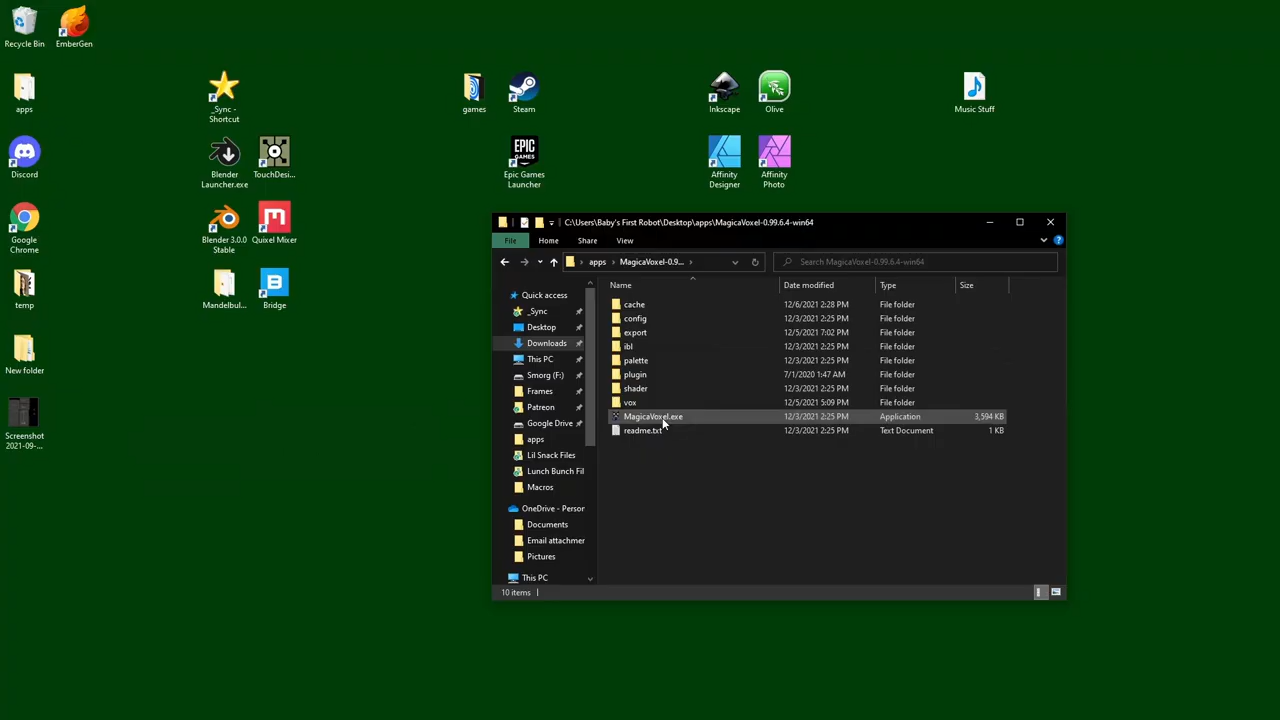 Recycle Bin
EmberGen
apps
_Sync -
Shortcut
games
Steam
Inkscape
Olive
Music Stuff
Discord
Blender
Launcher.exe
TouchDesi...
EPIC
GAMES
Epic Games
Launcher
Affinity
Designer
Affinity
Photo
Google
Chrome
Blender 3.0.0
Stable
Quixel Mixer
temp
Mandelbul...
B
Bridge
New folder
Screenshot
2021-09-...
C:\Users\Baby's First Robot\Desktop\apps\MagicaVoxel-0.99.6.4-win64
File Home Share View
apps > MagicaVoxel-0.9... >
Search MagicaVoxel-0.99.6.4-win64
Name Date modified Type Size
Quick access
_Sync
Desktop
Downloads
This PC
Smorg (F:)
Frames
Patreon
Google Drive
apps
Lil Snack Files
Lunch Bunch Fil
Macros
OneDrive - Person
Documents
Email attachmer
Pictures
This PC
cache 12/6/2021 2:28 PM File folder
config 12/3/2021 2:25 PM File folder
export 12/5/2021 7:02 PM File folder
ibl 12/3/2021 2:25 PM File folder
palette 12/3/2021 2:25 PM File folder
plugin 7/1/2020 1:47 AM File folder
shader 12/3/2021 2:25 PM File folder
vox 12/5/2021 5:09 PM File folder
MagicaVoxel.exe 12/3/2021 2:25 PM Application 3,594 KB
readme.txt 12/3/2021 2:25 PM Text Document 1 KB
10 items